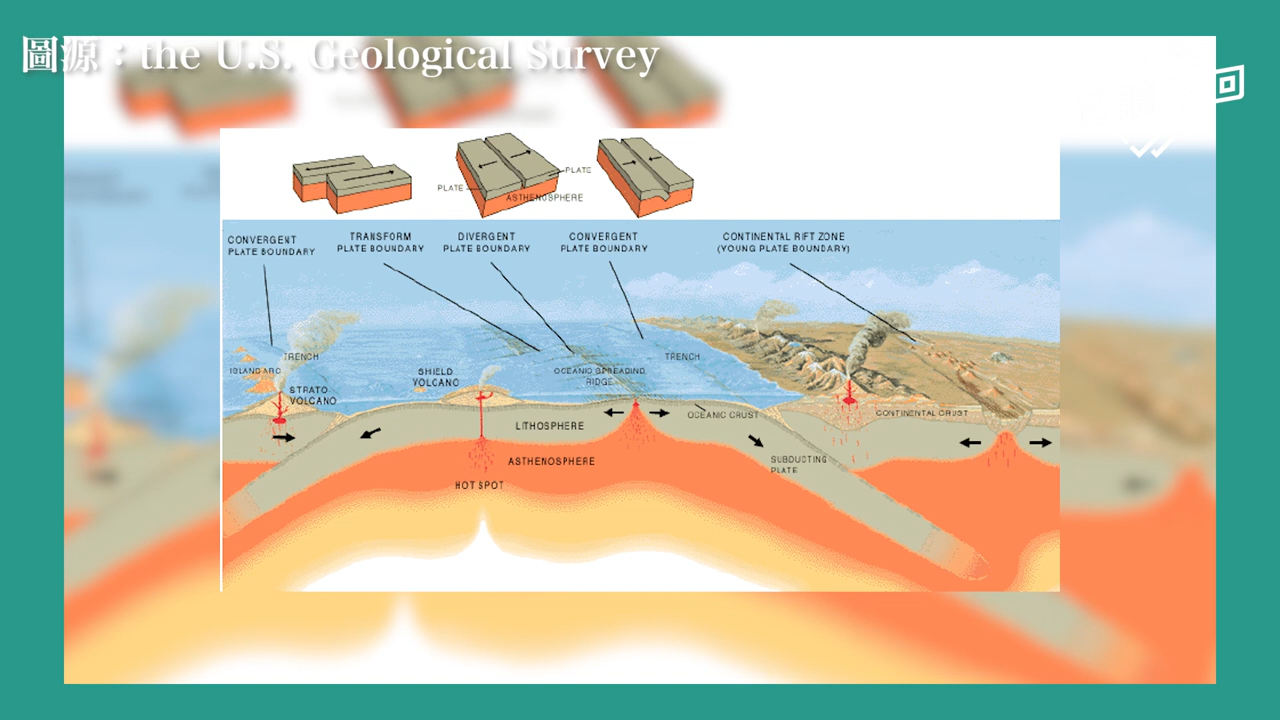 圖源：the U.S. Geological Survey
PLATE
PLATE
ASTHENOSPHERE
CONVERGENT
PLATE BOUNDARY
TRANSFORM
PLATE BOUNDARY
DIVERGENT
PLATE BOUNDARY
CONVERGENT
PLATE BOUNDARY
CONTINENTAL RIFT ZONE
(YOUNG PLATE BOUNDARY)
TRENCH
ISLAND ARC
STRATO
VOLCANO
SHIELD
VOLCANO
OCEANIC SPREADING
RIDGE
TRENCH
OCEANIC CRUST
CONTINENTAL CRUST
LITHOSPHERE
ASTHENOSPHERE
SUBDUCTING
PLATE
HOT SPOT